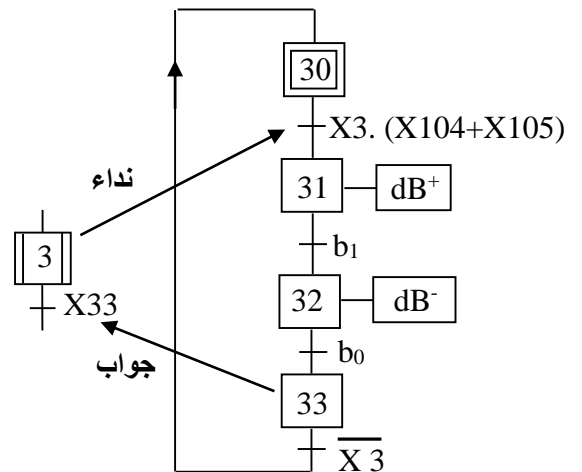 30
X3. (X104+X105)
نداء
31
dB⁺
3
b₁
X33
32
dB⁻
جواب
b₀
33
X̅ ̅3̅